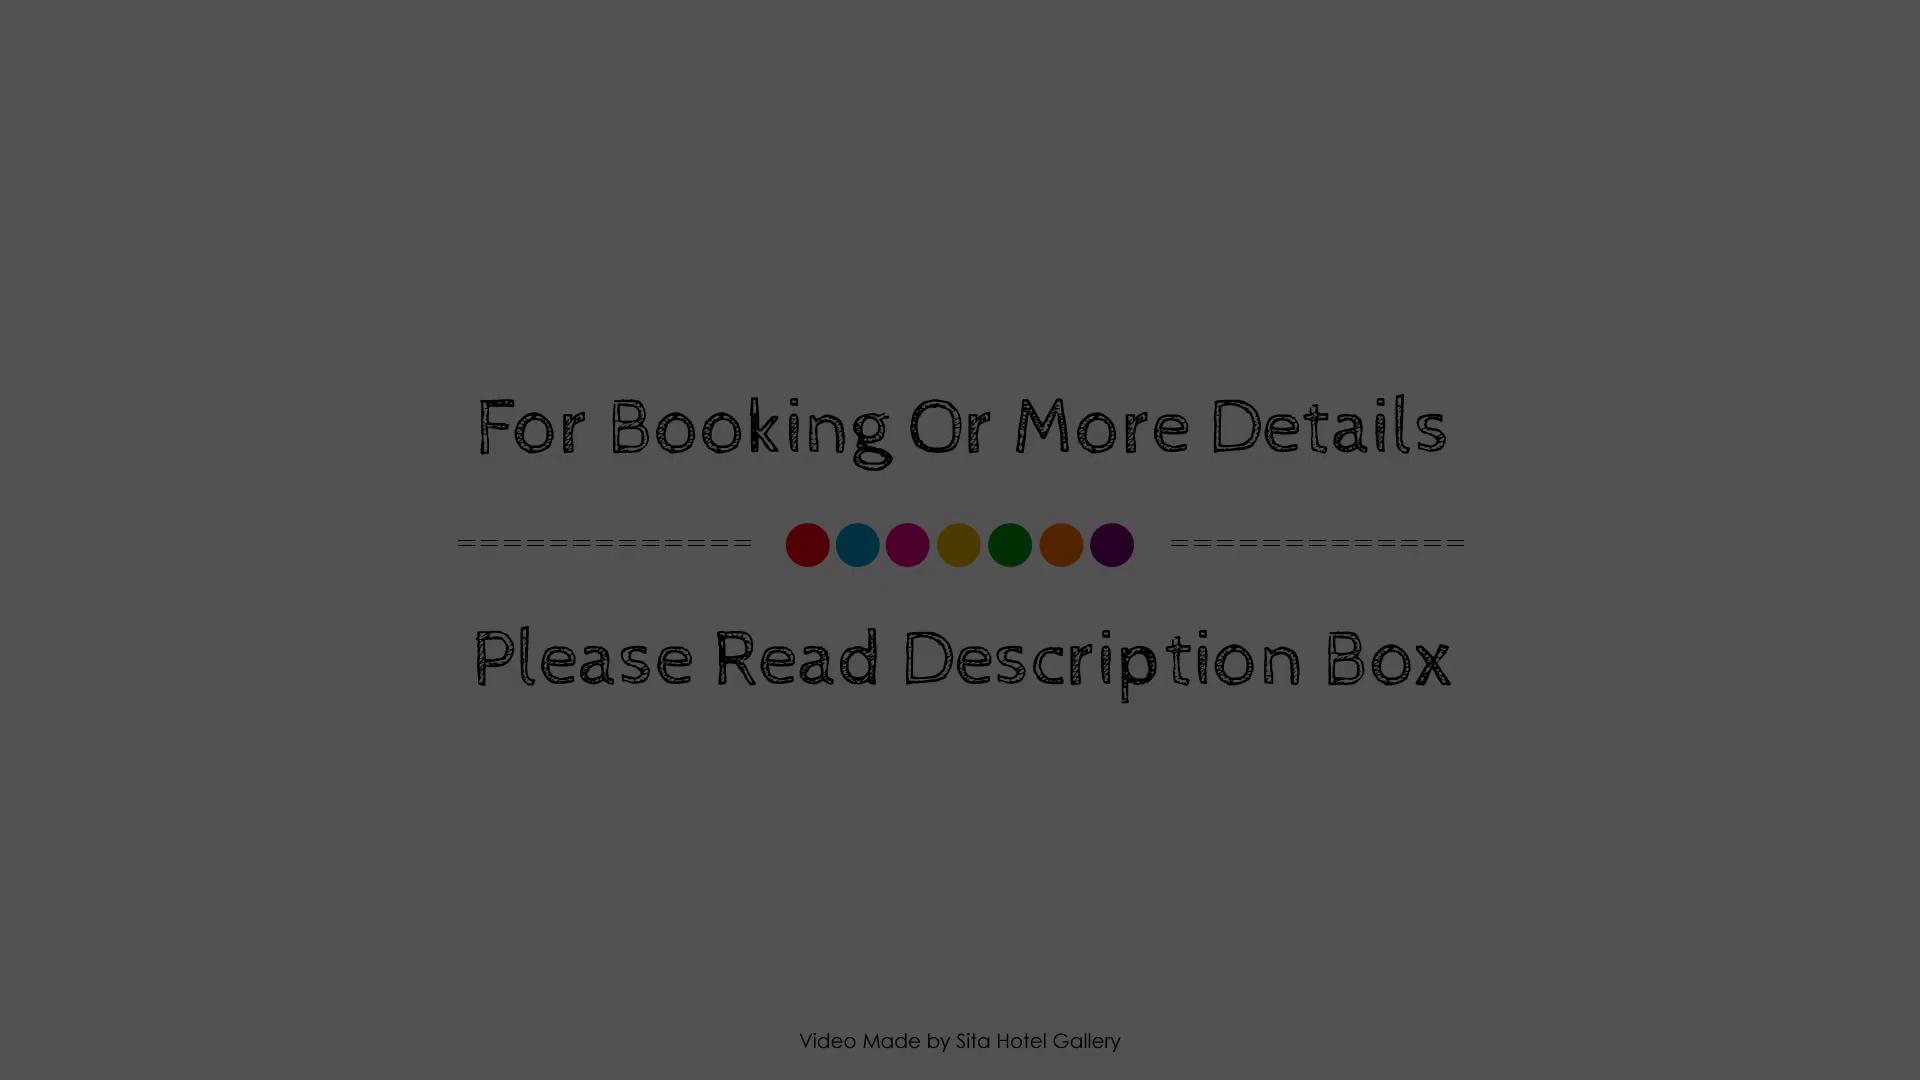 For Booking Or More Details
============= =============
Please Read Description Box
Video Made by Sita Hotel Gallery